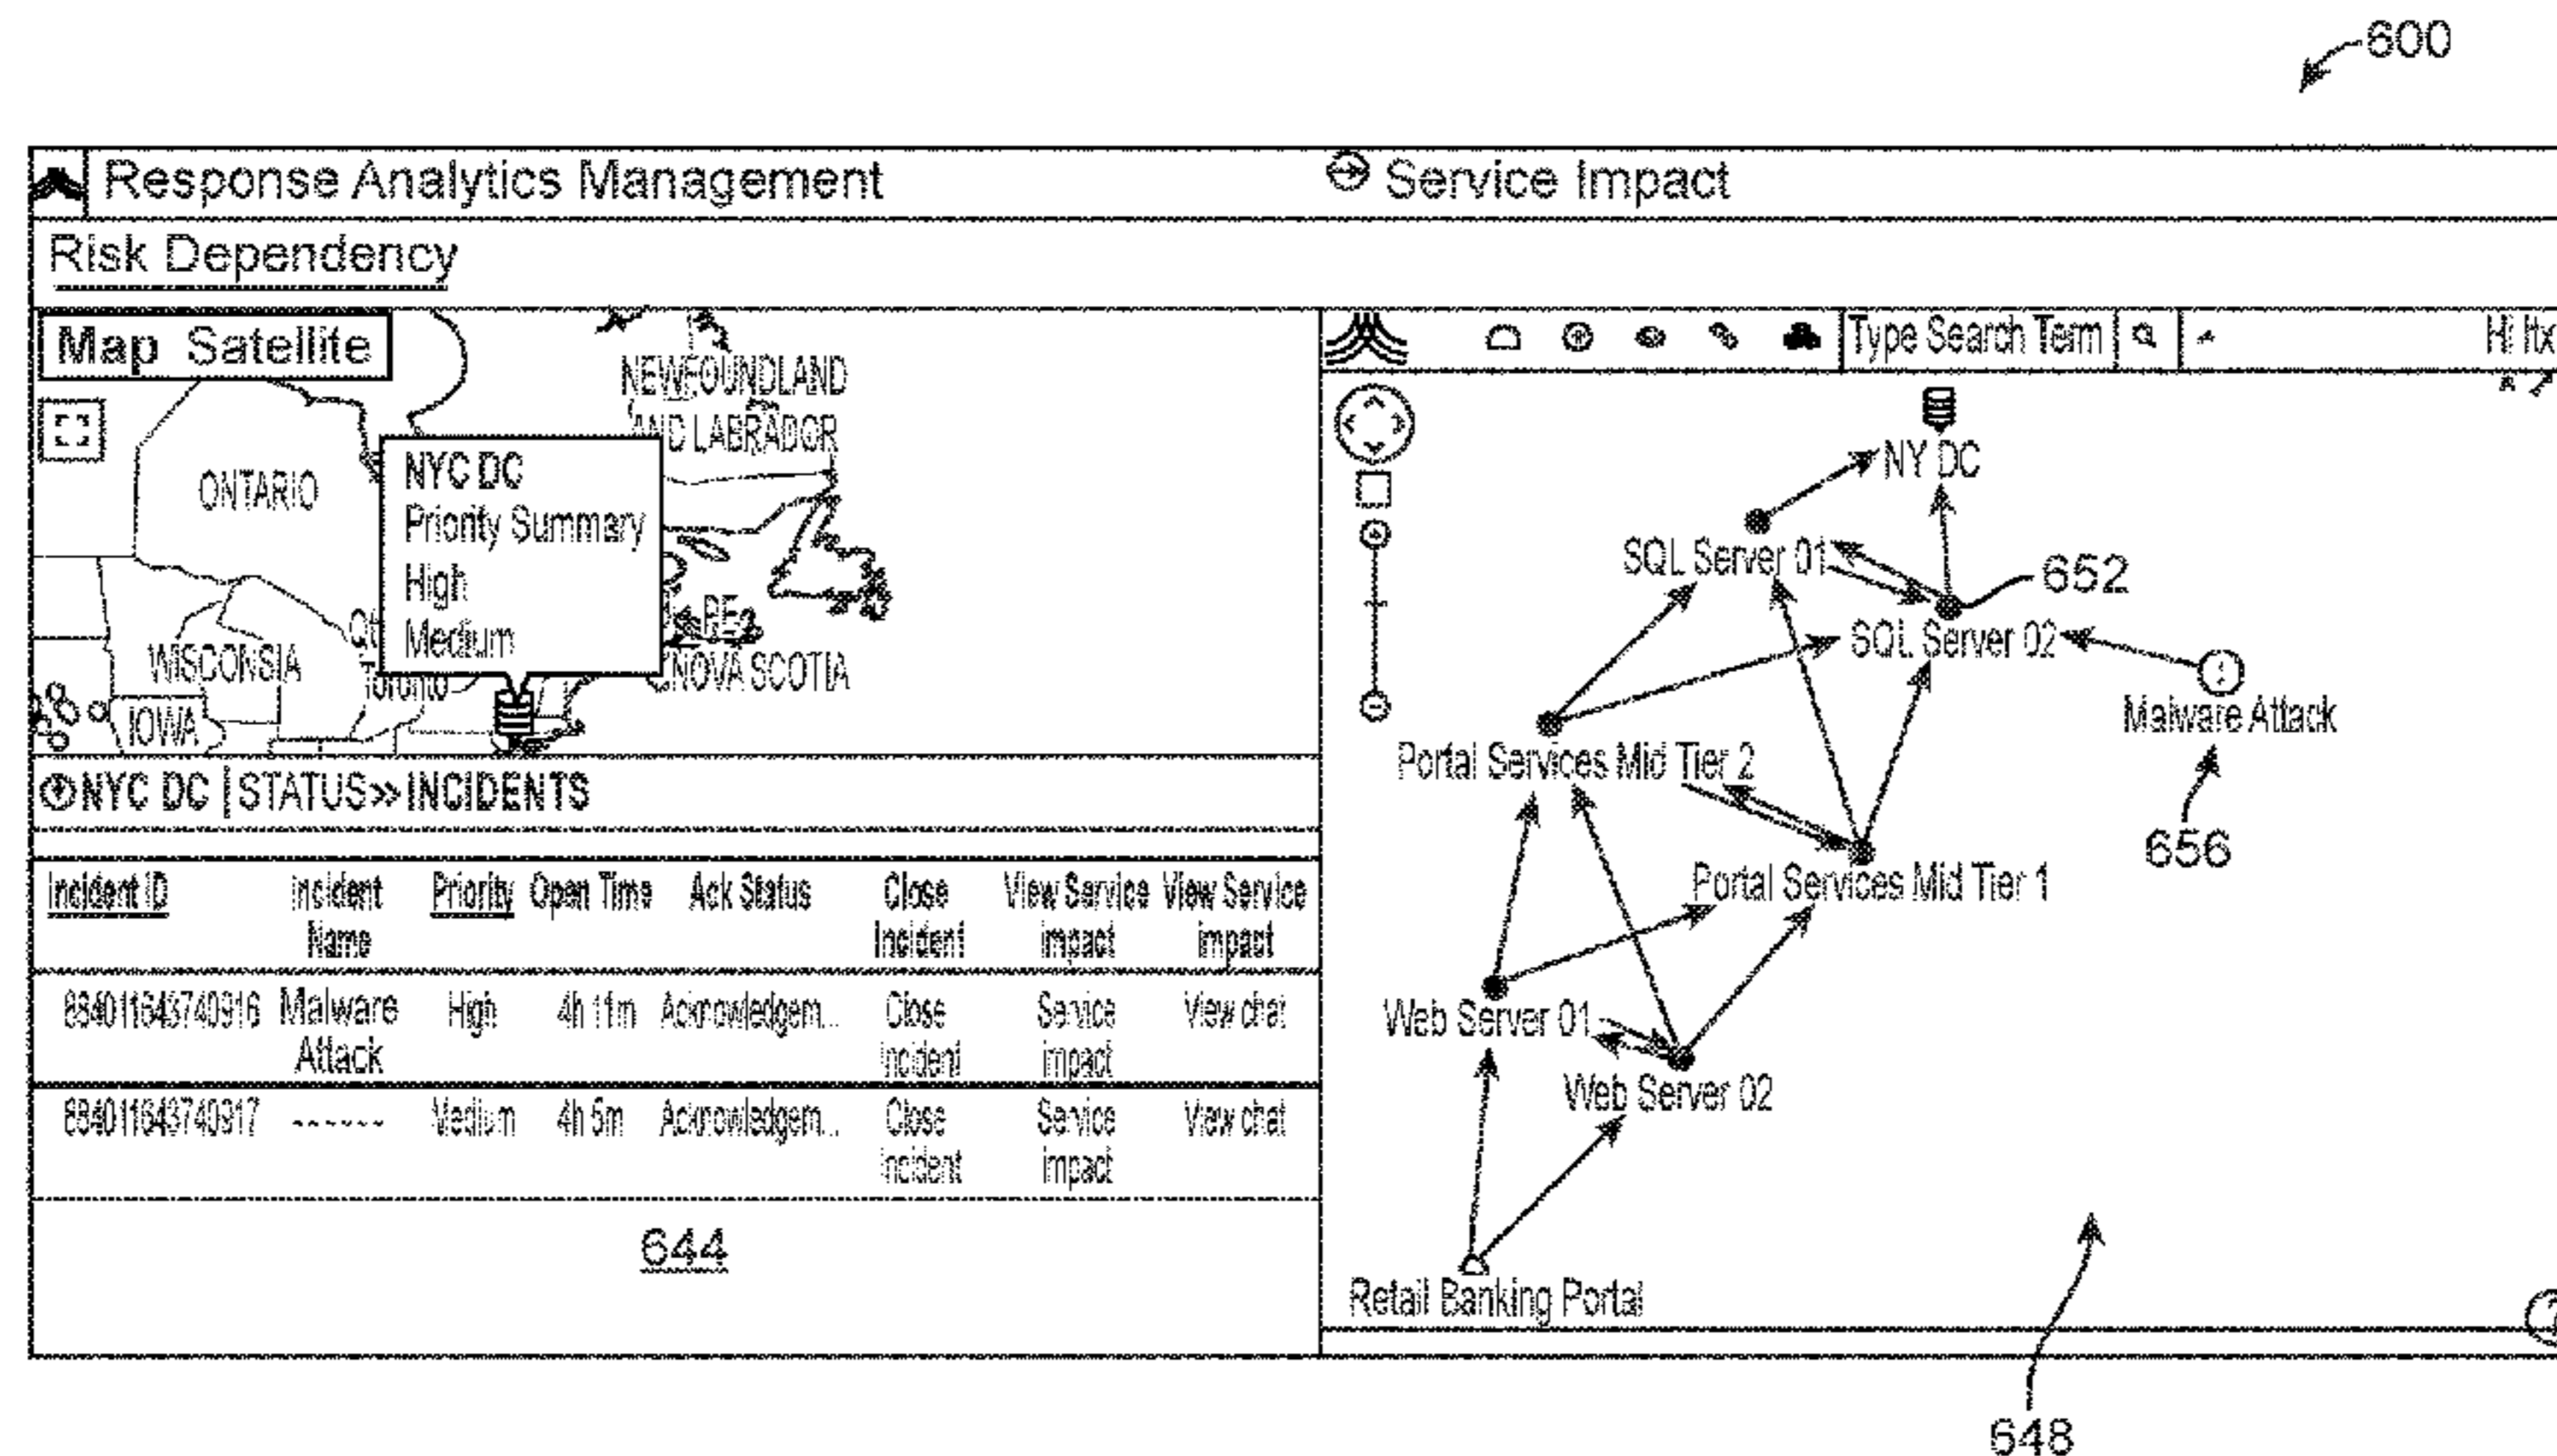 600
Response Analytics Management
Service Impact
Risk Dependency
Map Satellite
NEWFOUNDLAND
AND LABRADOR
ONTARIO
NYC DC
Priority Summary
High
Medium
WISCONSIA
Toronto
IOWA
PE
NOVA SCOTIA
NYC DC | STATUS >> INCIDENTS
Incident ID Incident Name Priority Open Time Ack Status Close Incident View Service impact View Service impact
884011643740916 Malware Attack High 4h 11m Acknowledgem... Close incident Service impact View chat
884011643740917 ------ Medium 4h 5m Acknowledgem... Close incident Service impact View chat
644
Type Search Term
Hi
NY DC
SQL Server 01
652
SQL Server 02
Malware Attack
656
Portal Services Mid Tier 2
Portal Services Mid Tier 1
Web Server 01
Web Server 02
Retail Banking Portal
648